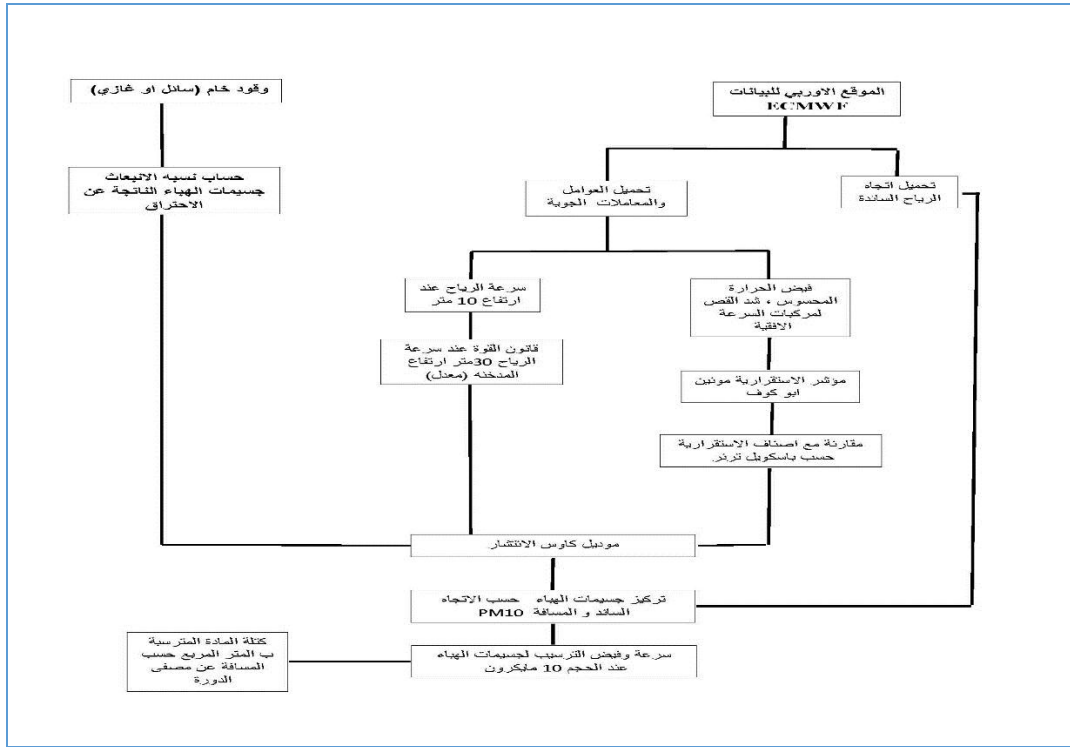 وقود خام (سائل او غازي)
الموقع الاوربي للبيانات
ECMWF
حساب نسبه الانبعاث
جسيمات الهباء الناتجة عن
الاحتراق
تحميل العوامل
والمعاملات الجوية
تحميل اتجاه
الرياح السائدة
سرعة الرياح عند
ارتفاع 10 متر
فيض الحرارة
المحسوس ، شد القص
لمركبات السرعة
الافقية
قانون القوة عند سرعة
الرياح 30متر ارتفاع
المدخنه (معدل)
مؤشر الاستقرارية مونين
ابو كوف
مقارنة مع اصناف الاستقرارية
حسب باسكويل ترنر
موديل كاوس الانتشار
تركيز جسيمات الهباء حسب الاتجاه
الساند و المسافة PM10
سرعة وفيض الترسيب لجسيمات الهباء
عند الحجم 10 مايكرون
كتلة المادة المترسبة
ب المتر المربع حسب
المسافة عن مصفى
الدورة